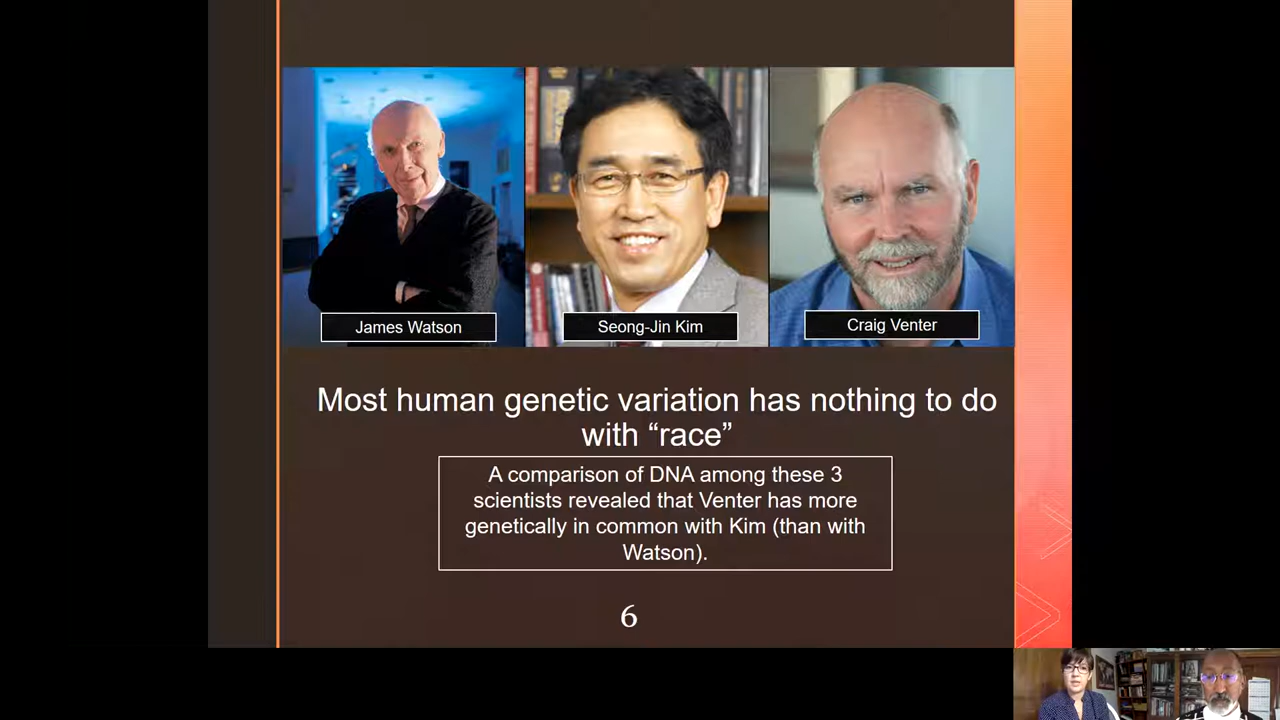 James Watson
Seong-Jin Kim
Craig Venter
Most human genetic variation has nothing to do
with “race”
A comparison of DNA among these 3
scientists revealed that Venter has more
genetically in common with Kim (than with
Watson).
6